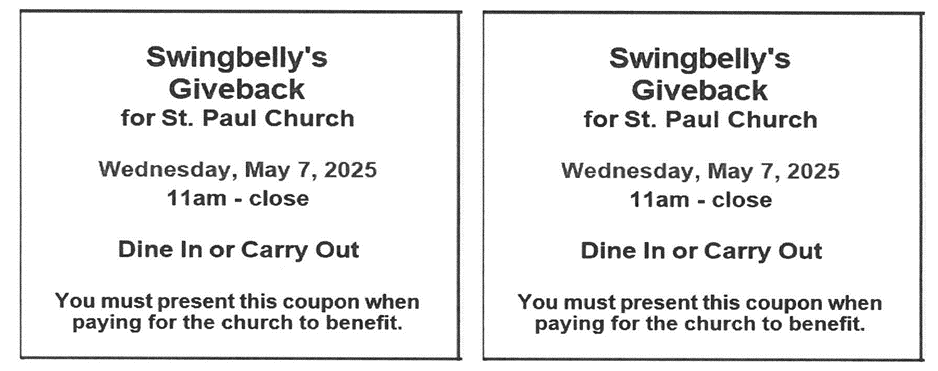 Swingbelly's
Giveback
for St. Paul Church
Wednesday, May 7, 2025
11am - close
Dine In or Carry Out
You must present this coupon when
paying for the church to benefit.
Swingbelly's
Giveback
for St. Paul Church
Wednesday, May 7, 2025
11am - close
Dine In or Carry Out
You must present this coupon when
paying for the church to benefit.